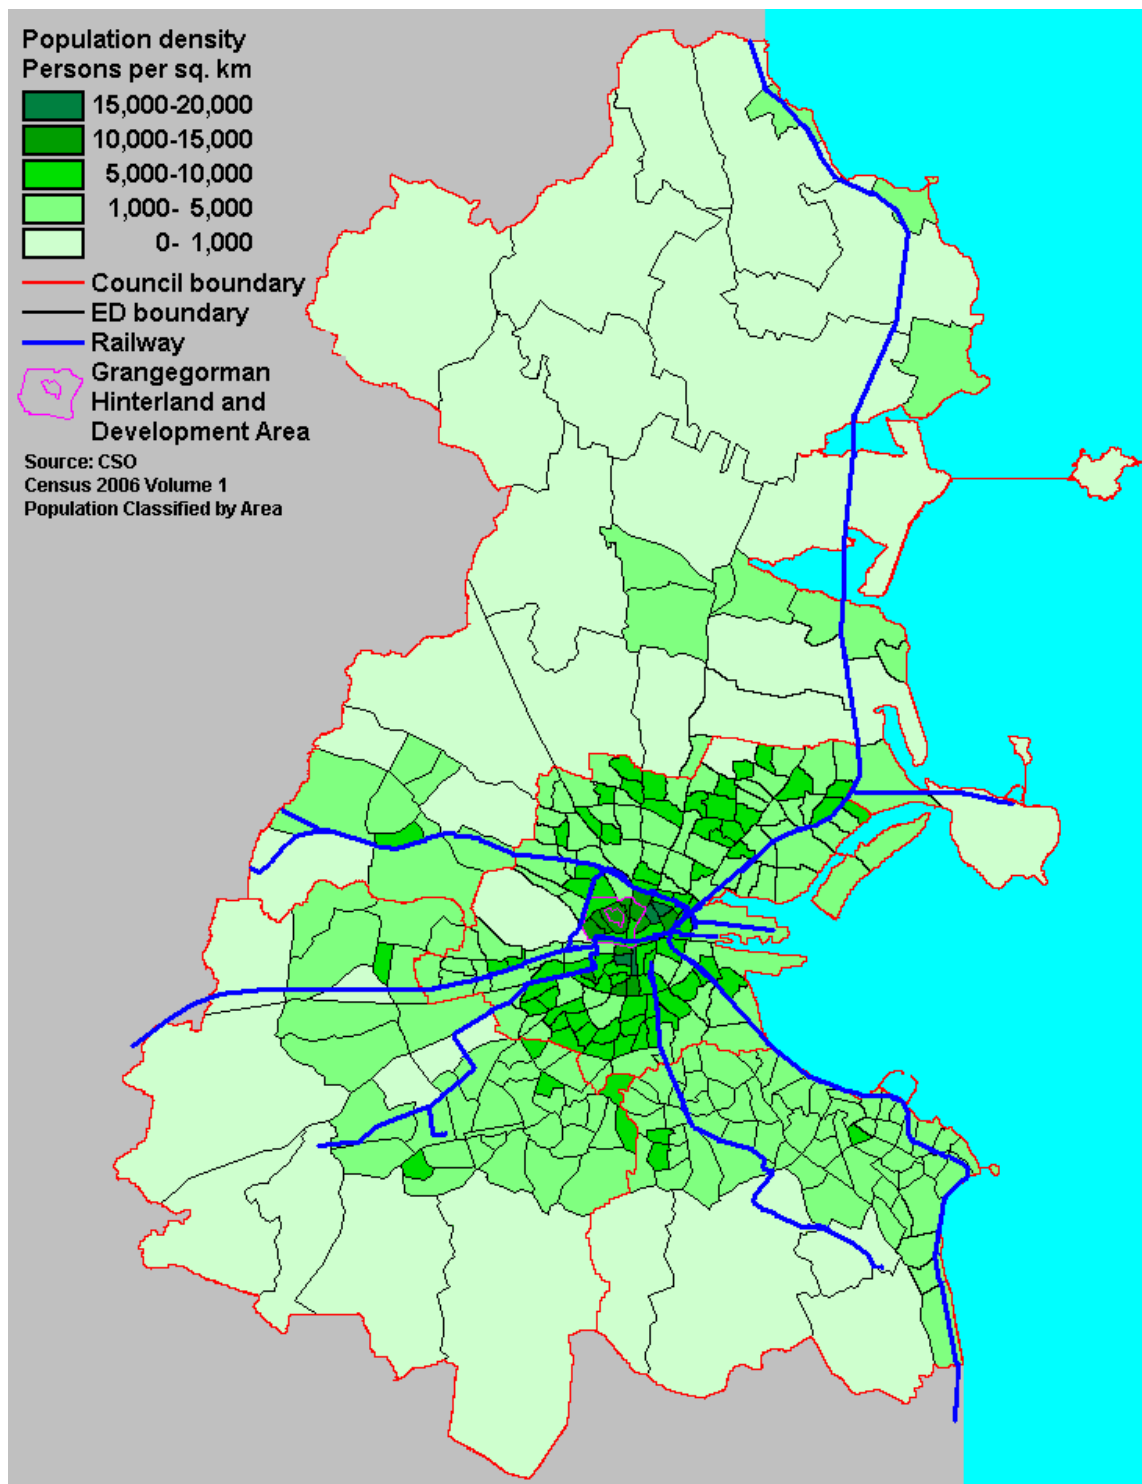 Population density
Persons per sq. km
15,000-20,000
10,000-15,000
5,000-10,000
1,000- 5,000
0- 1,000
Council boundary
ED boundary
Railway
Grangegorman
Hinterland and
Development Area
Source: CSO
Census 2006 Volume 1
Population Classified by Area